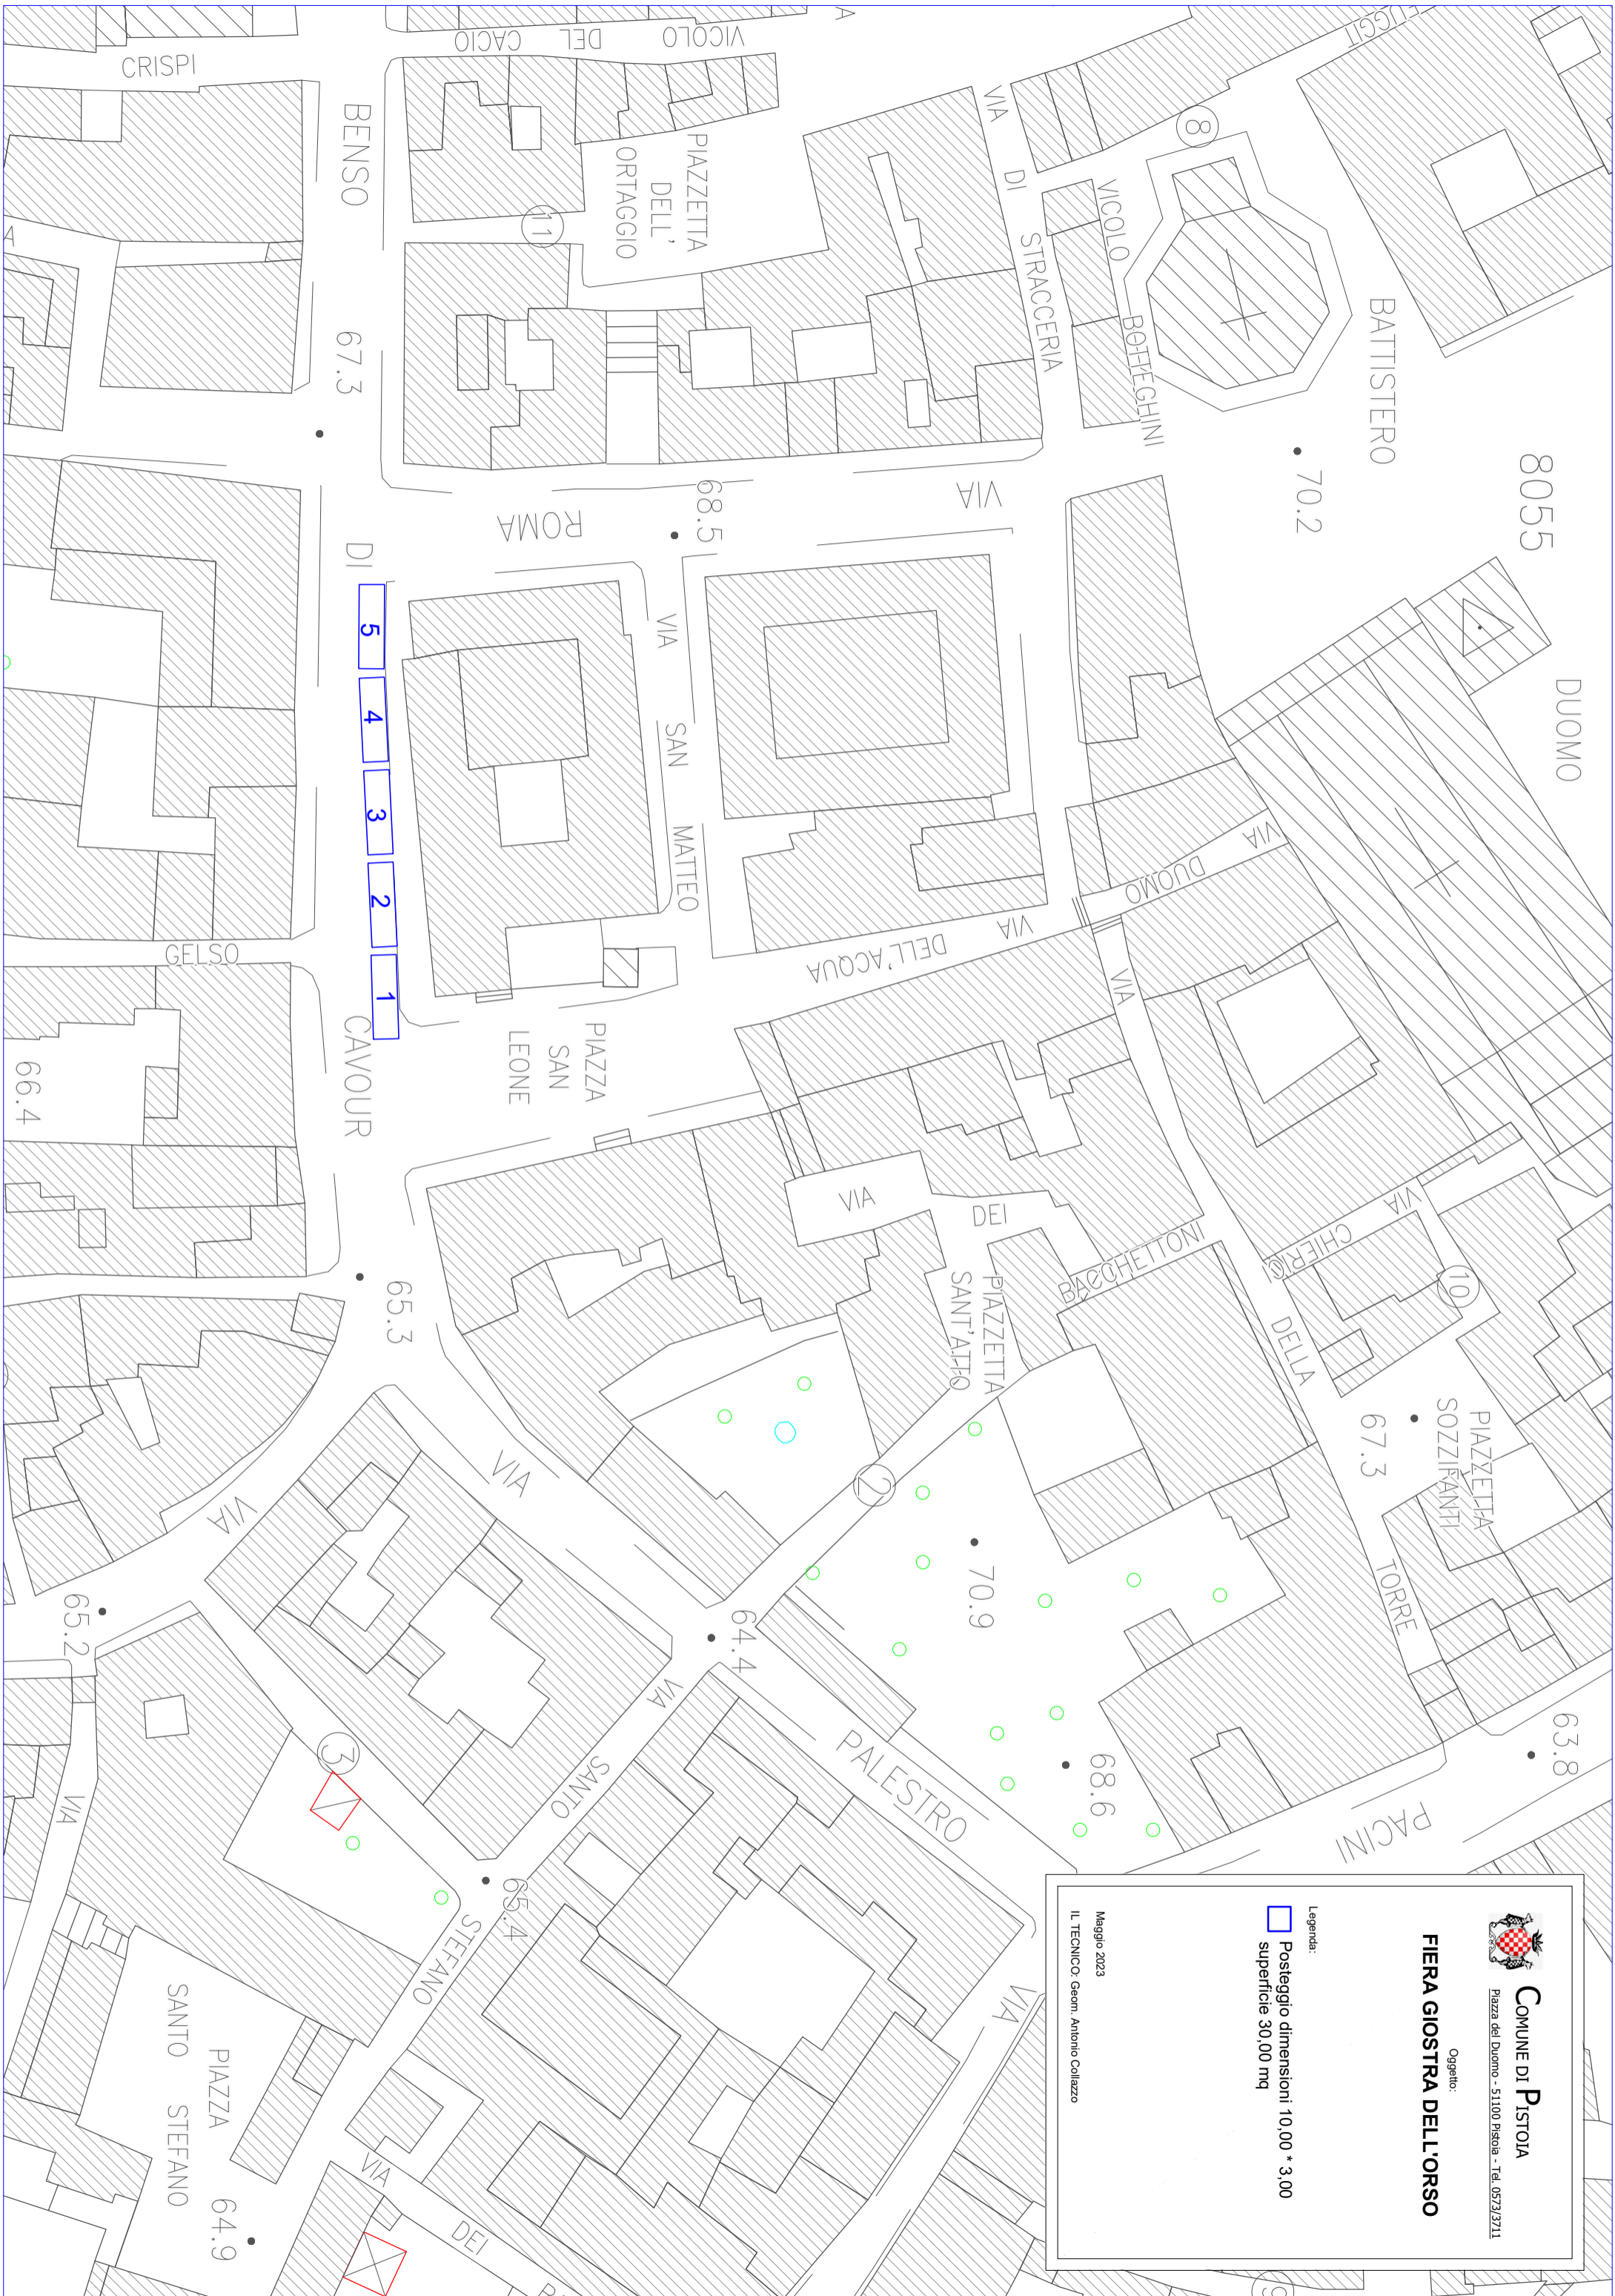 COMUNE DI PISTOIA
Piazza del Duomo - 51100 Pistoia - Tel. 0573/3711
Oggetto:
FIERA GIOSTRA DELL'ORSO
Legenda:
Posteggio dimensioni 10,00 * 3,00
superficie 30,00 mq
Maggio 2023
IL TECNICO: Geom. Antonio Collazzo
DUOMO
8055
BATTISTERO
70.2
8
VICOLO
BOTTEGHINI
VIA
DI
STRACCERIA
PIAZZETTA
DELL'
ORTAGGIO
11
VICOLO
DEL
CACIO
CRISPI
BENSO
67.3
DI
CAVOUR
5
4
3
2
1
VIA
ROMA
68.5
VIA
SAN
MATTEO
VIA
DELL'ACQUA
VIA
DUOMO
PIAZZA
SAN
LEONE
GELSO
66.4
VIA
DELLA
TORRE
VIA
CHIERICI
10
PIAZZETTA
SOZZIFANTI
67.3
63.8
PACINI
VIA
DEI
BACCHETTONI
PIAZZETTA
SANT'ATTO
2
70.9
68.6
65.3
VIA
PALESTRO
64.4
VIA
65.2
VIA
SANTO
STEFANO
65.4
3
VIA
PIAZZA
SANTO STEFANO
64.9
VIA
DEI
VIA
9
A
A